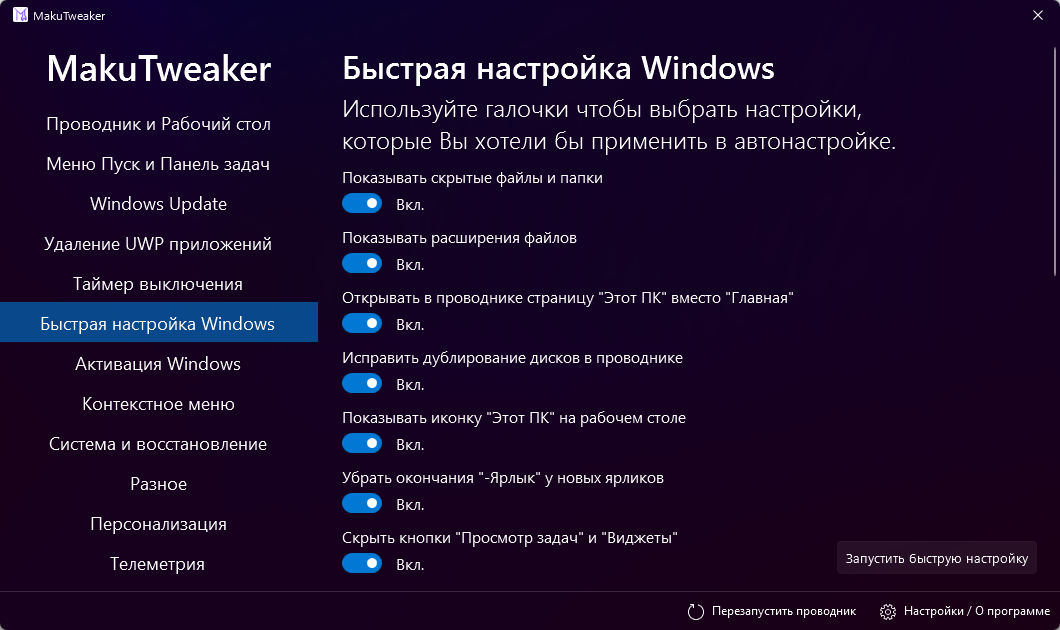 MakuTweaker
MakuTweaker
Проводник и Рабочий стол
Меню Пуск и Панель задач
Windows Update
Удаление UWP приложений
Таймер выключения
Быстрая настройка Windows
Активация Windows
Контекстное меню
Система и восстановление
Разное
Персонализация
Телеметрия
Быстрая настройка Windows
Используйте галочки чтобы выбрать настройки,
которые Вы хотели бы применить в автонастройке.
Показывать скрытые файлы и папки
Вкл.
Показывать расширения файлов
Вкл.
Открывать в проводнике страницу "Этот ПК" вместо "Главная"
Вкл.
Исправить дублирование дисков в проводнике
Вкл.
Показывать иконку "Этот ПК" на рабочем столе
Вкл.
Убрать окончания "-Ярлык" у новых ярликов
Вкл.
Скрыть кнопки "Просмотр задач" и "Виджеты"
Вкл.
Запустить быструю настройку
Перезапустить проводник
Настройки / О программе